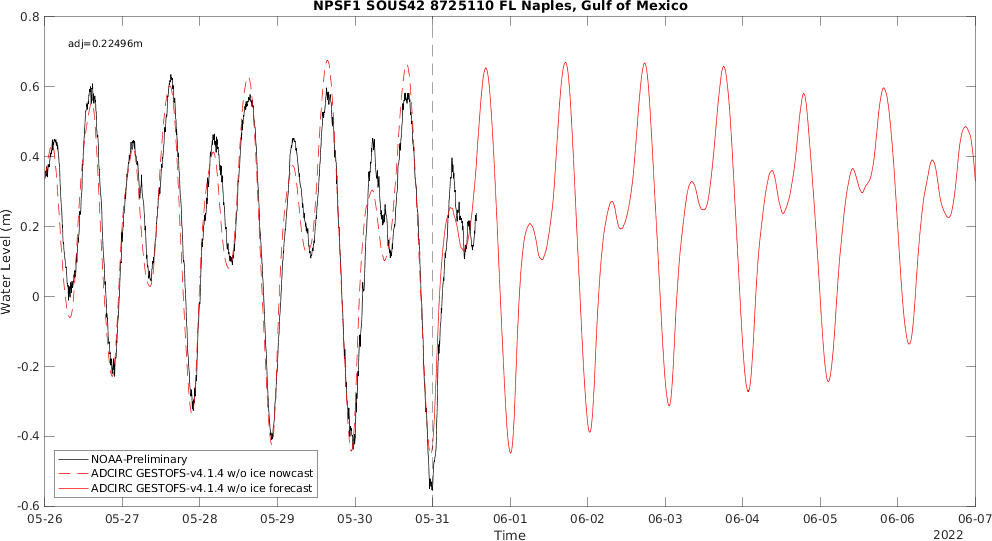 NPSF1 SOUS42 8725110 FL Naples, Gulf of Mexico
adj=0.22496m
0.8
0.6
0.4
0.2
0
-0.2
-0.4
-0.6
Water Level (m)
NOAA-Preliminary
ADCIRC GESTOFS-v4.1.4 w/o ice nowcast
ADCIRC GESTOFS-v4.1.4 w/o ice forecast
05-26 05-27 05-28 05-29 05-30 05-31 06-01 06-02 06-03 06-04 06-05 06-06 06-07
Time
2022